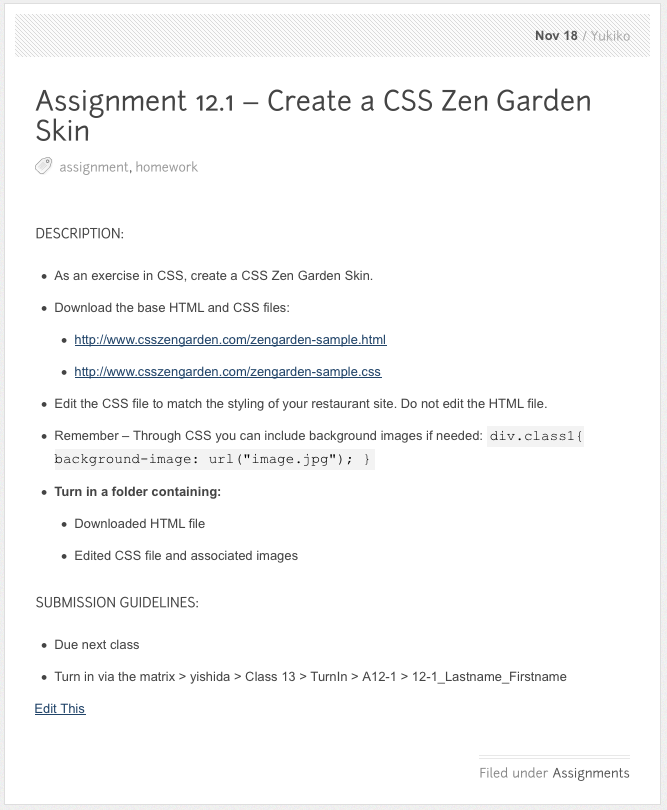 Nov 18 / Yukiko
Assignment 12.1 – Create a CSS Zen Garden
Skin
assignment, homework
DESCRIPTION:
As an exercise in CSS, create a CSS Zen Garden Skin.
Download the base HTML and CSS files:
http://www.csszengarden.com/zengarden-sample.html
http://www.csszengarden.com/zengarden-sample.css
Edit the CSS file to match the styling of your restaurant site. Do not edit the HTML file.
Remember – Through CSS you can include background images if needed: div.class1{
background-image: url("image.jpg"); }
Turn in a folder containing:
Downloaded HTML file
Edited CSS file and associated images
SUBMISSION GUIDELINES:
Due next class
Turn in via the matrix > yishida > Class 13 > TurnIn > A12-1 > 12-1_Lastname_Firstname
Edit This
Filed under Assignments